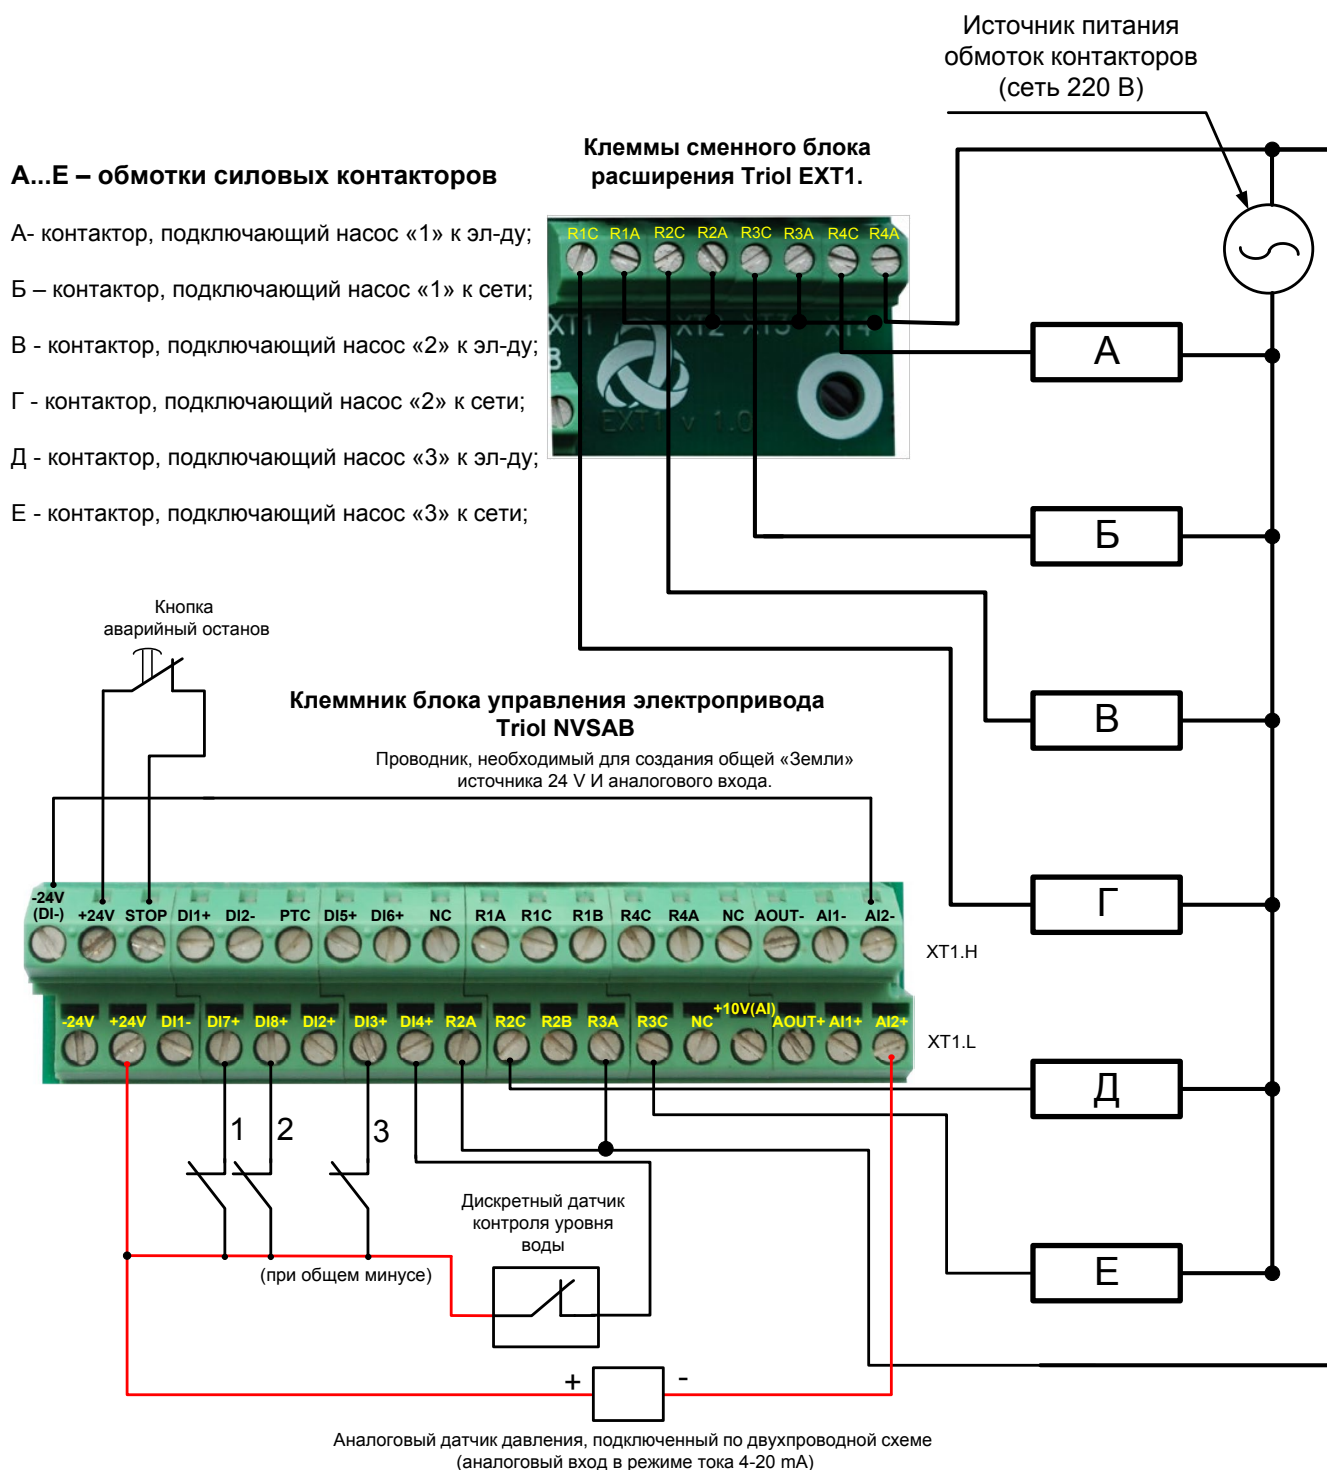 Источник питания
обмоток контакторов
(сеть 220 В)
Клеммы сменного блока
расширения Triol EXT1.
А...Е – обмотки силовых контакторов
А- контактор, подключающий насос «1» к эл-ду;
Б – контактор, подключающий насос «1» к сети;
В - контактор, подключающий насос «2» к эл-ду;
Г - контактор, подключающий насос «2» к сети;
Д - контактор, подключающий насос «3» к эл-ду;
Е - контактор, подключающий насос «3» к сети;
R1C R1A R2C R2A R3C R3A R4C R4A
XT1 XT2 XT3 XT4
EXT1 v 1.0
А
Б
В
Г
Д
Е
Кнопка
аварийный останов
Клеммник блока управления электропривода
Triol NVSAB
Проводник, необходимый для создания общей «Земли»
источника 24 V И аналогового входа.
-24V
(DI-) +24V STOP DI1+ DI2- PTC DI5+ DI6+ NC R1A R1C R1B R4C R4A NC AOUT- AI1- AI2-
XT1.H
-24V +24V DI1- DI7+ DI8+ DI2+ DI3+ DI4+ R2A R2C R2B R3A R3C NC +10V(AI) AOUT+ AI1+ AI2+
XT1.L
1 2 3
Дискретный датчик
контроля уровня
воды
(при общем минусе)
+ -
Аналоговый датчик давления, подключенный по двухпроводной схеме
(аналоговый вход в режиме тока 4-20 mA)